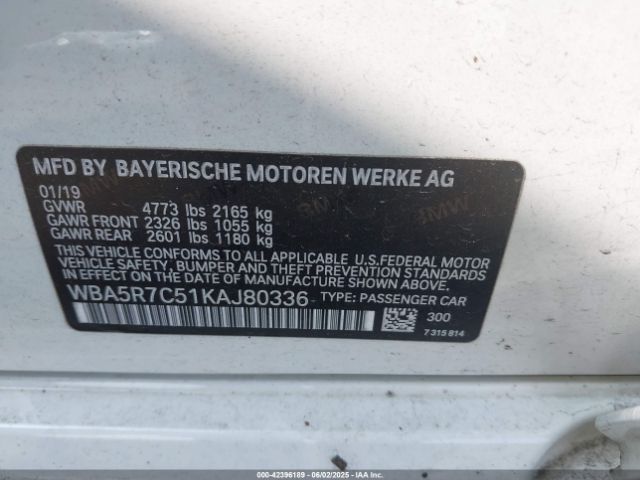 MFD BY BAYERISCHE MOTOREN WERKE AG
01/19
GVWR 4773 lbs 2165 kg
GAWR FRONT 2326 lbs 1055 kg
GAWR REAR 2601 lbs 1180 kg
THIS VEHICLE CONFORMS TO ALL APPLICABLE U.S.FEDERAL MOTOR
VEHICLE SAFETY, BUMPER AND THEFT PREVENTION STANDARDS IN
EFFECT ON THE DATE OF MANUFACTURE SHOWN ABOVE.
WBA5R7C51KAJ80336 TYPE: PASSENGER CAR
300
7315814
000-42396189 - 06/02/2025 - IAA Inc.